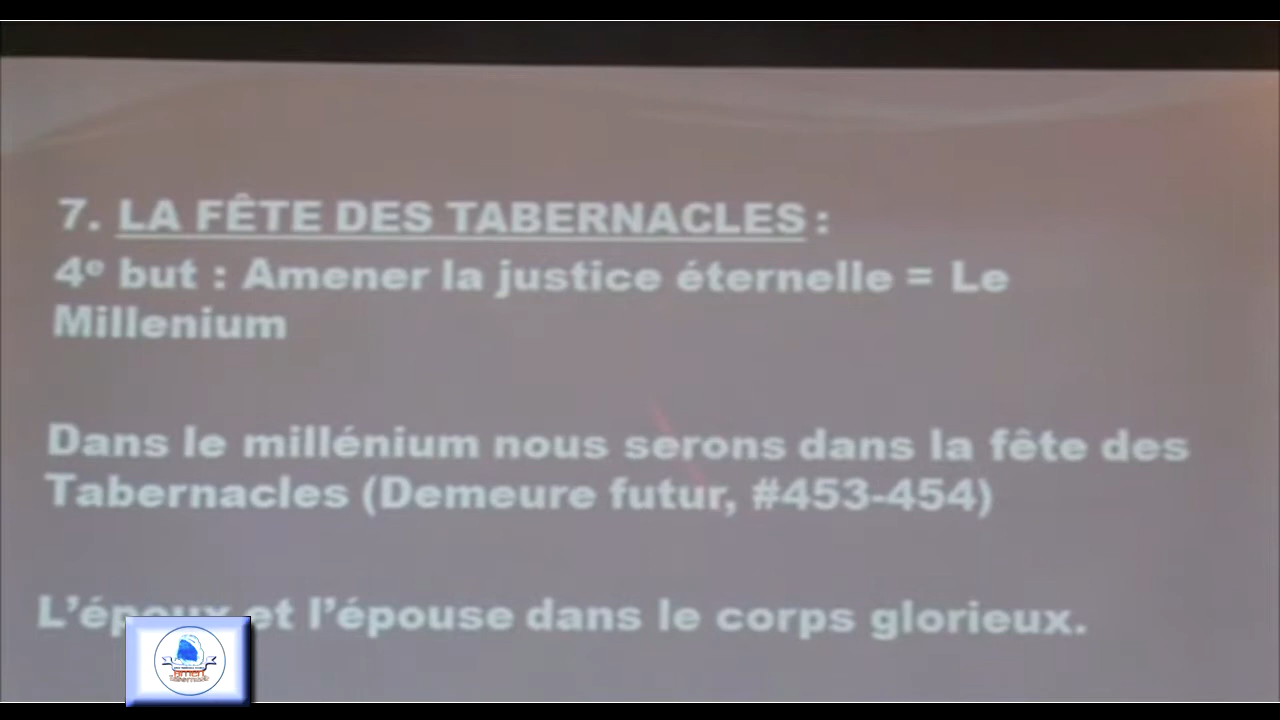 7. LA FÊTE DES TABERNACLES :
4e but : Amener la justice éternelle = Le
Millenium
Dans le millénium nous serons dans la fête des
Tabernacles (Demeure futur, #453-454)
L'époux et l'épouse dans le corps glorieux.